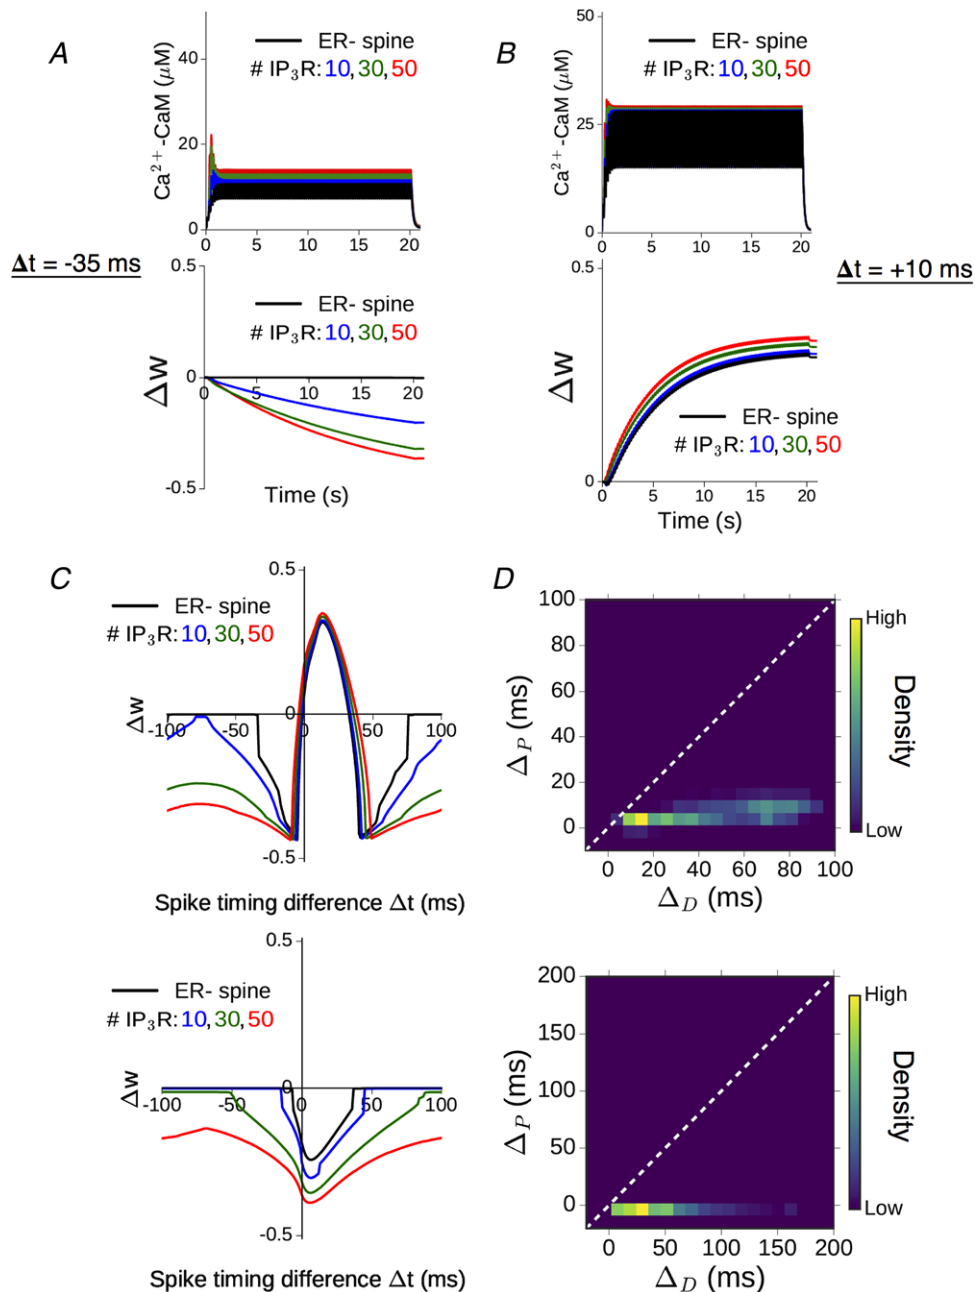 A
Ca2+-CaM (μM)
40
20
0
0 5 10 15 20
ER- spine
# IP3R: 10, 30, 50
B
Ca2+-CaM (μM)
50
25
0
0 5 10 15 20
ER- spine
# IP3R: 10, 30, 50
Δt = -35 ms
Δt = +10 ms
0.5
ER- spine
# IP3R: 10, 30, 50
ΔW
0
0 5 10 15 20
-0.5
Time (s)
0.5
ΔW
ER- spine
# IP3R: 10, 30, 50
0
0 5 10 15 20
Time (s)
C
0.5
ER- spine
# IP3R: 10, 30, 50
Δw
0
-100 -50 0 50 100
-0.5
Spike timing difference Δt (ms)
D
100
80
60
40
20
0
ΔP (ms)
0 20 40 60 80 100
ΔD (ms)
High
Low
Density
0.5
ER- spine
# IP3R: 10, 30, 50
Δw
0
-100 -50 0 50 100
-0.5
Spike timing difference Δt (ms)
200
150
100
50
0
ΔP (ms)
0 50 100 150 200
ΔD (ms)
High
Low
Density